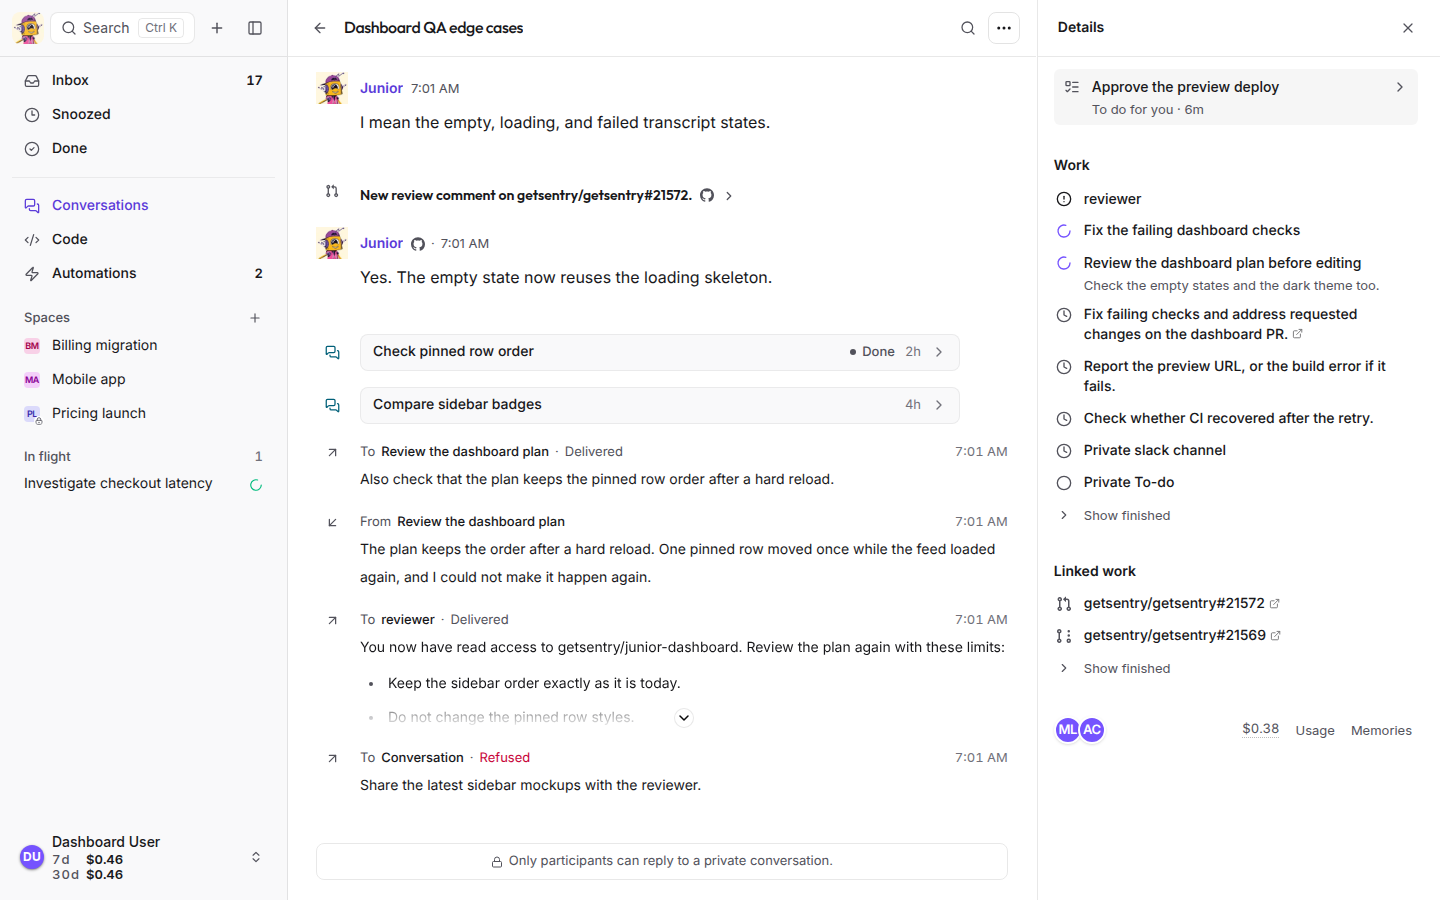 Search Ctrl K
Inbox 17
Snoozed
Done
Conversations
Code
Automations 2
Spaces
BM Billing migration
MA Mobile app
PL Pricing launch
In flight 1
Investigate checkout latency
DU Dashboard User
7d $0.46
30d $0.46
Dashboard QA edge cases
Junior 7:01 AM
I mean the empty, loading, and failed transcript states.
New review comment on getsentry/getsentry#21572.
Junior · 7:01 AM
Yes. The empty state now reuses the loading skeleton.
Check pinned row order Done 2h
Compare sidebar badges 4h
To Review the dashboard plan · Delivered 7:01 AM
Also check that the plan keeps the pinned row order after a hard reload.
From Review the dashboard plan 7:01 AM
The plan keeps the order after a hard reload. One pinned row moved once while the feed loaded
again, and I could not make it happen again.
To reviewer · Delivered 7:01 AM
You now have read access to getsentry/junior-dashboard. Review the plan again with these limits:
• Keep the sidebar order exactly as it is today.
• Do not change the pinned row styles.
To Conversation · Refused 7:01 AM
Share the latest sidebar mockups with the reviewer.
Only participants can reply to a private conversation.
Details
Approve the preview deploy
To do for you · 6m
Work
reviewer
Fix the failing dashboard checks
Review the dashboard plan before editing
Check the empty states and the dark theme too.
Fix failing checks and address requested
changes on the dashboard PR.
Report the preview URL, or the build error if it
fails.
Check whether CI recovered after the retry.
Private slack channel
Private To-do
Show finished
Linked work
getsentry/getsentry#21572
getsentry/getsentry#21569
Show finished
ML AC $0.38 Usage Memories